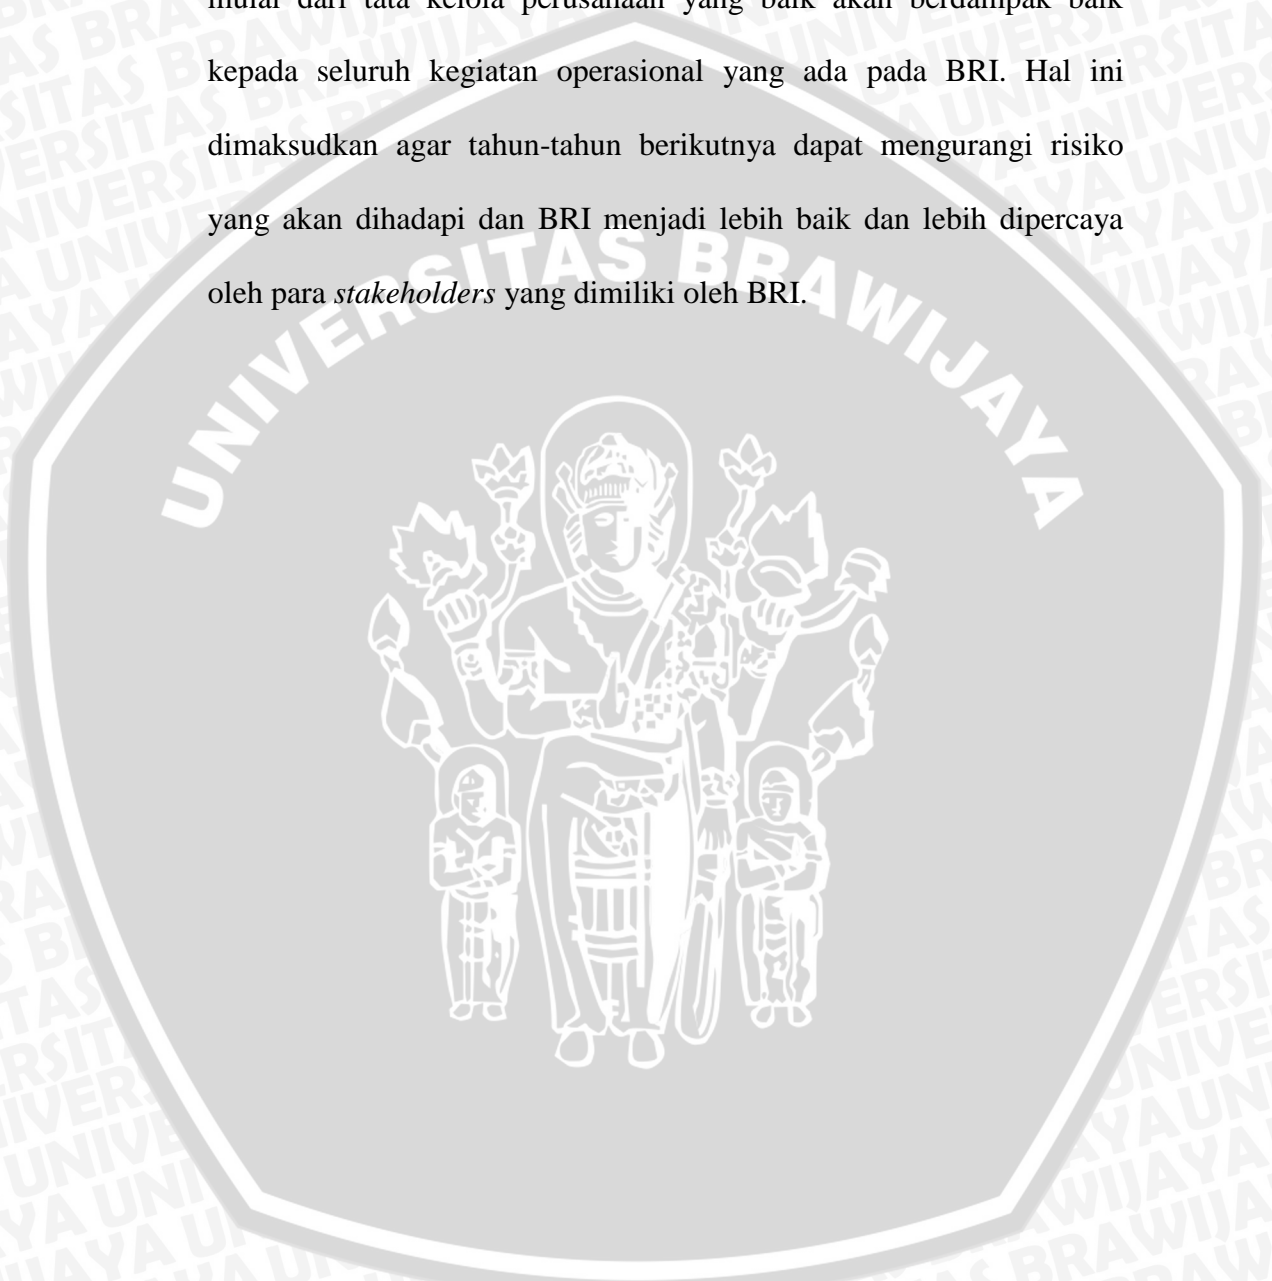 mulai dari tata kelola perusahaan yang baik akan berdampak baik
kepada seluruh kegiatan operasional yang ada pada BRI. Hal ini
dimaksudkan agar tahun-tahun berikutnya dapat mengurangi risiko
yang akan dihadapi dan BRI menjadi lebih baik dan lebih dipercaya
oleh para stakeholders yang dimiliki oleh BRI.
UNIVERSITAS BRAWIJAYA